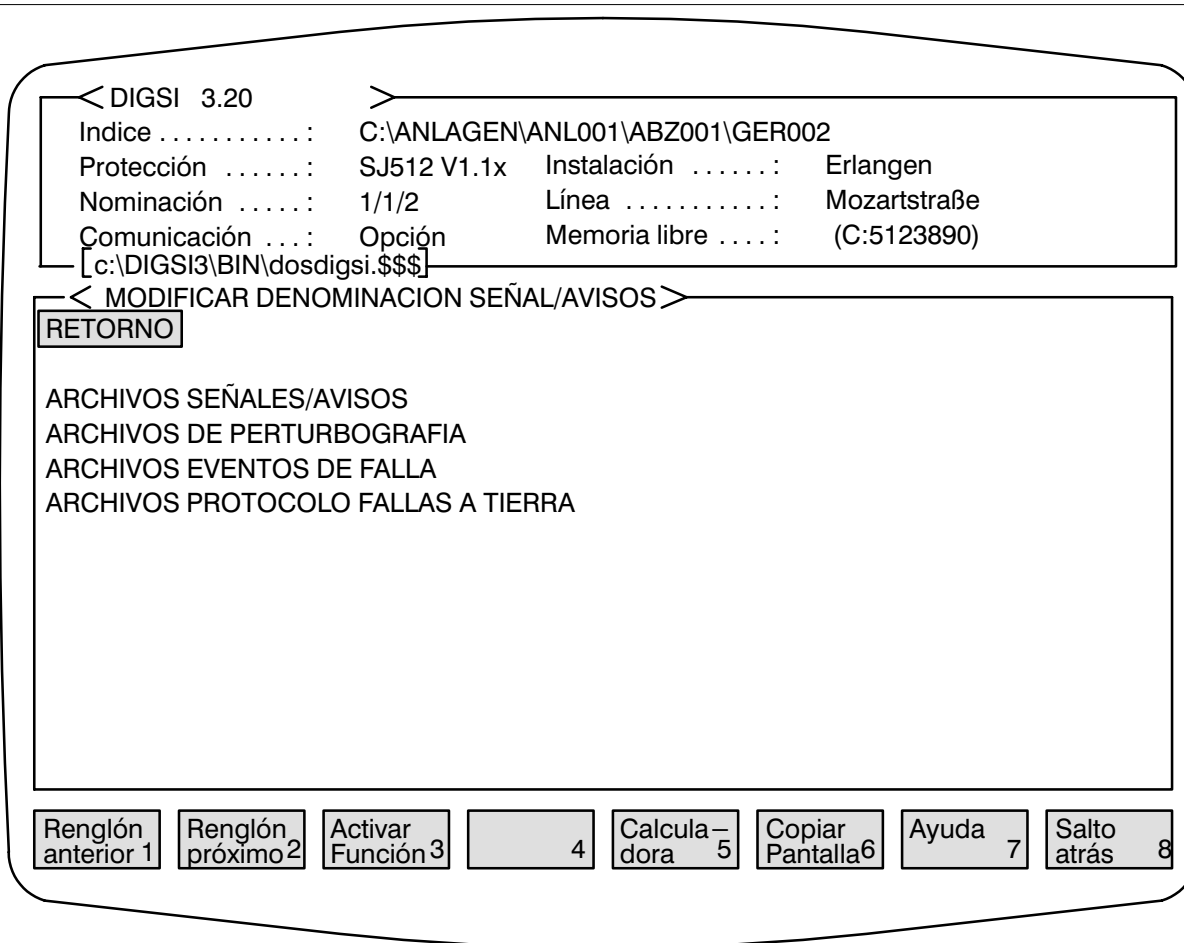 < DIGSI 3.20 >
Indice . . . . . . . . . . . : C:\ANLAGEN\ANL001\ABZ001\GER002
Protección . . . . . . : SJ512 V1.1x Instalación . . . . . . : Erlangen
Nominación . . . . . : 1/1/2 Línea . . . . . . . . . . . : Mozartstraße
Comunicación . . . : Opción Memoria libre . . . . : (C:5123890)
[c:\DIGSI3\BIN\dosdigsi.$$$]
< MODIFICAR DENOMINACION SEÑAL/AVISOS >
RETORNO
ARCHIVOS SEÑALES/AVISOS
ARCHIVOS DE PERTURBOGRAFIA
ARCHIVOS EVENTOS DE FALLA
ARCHIVOS PROTOCOLO FALLAS A TIERRA
Renglón
anterior 1
Renglón
próximo 2
Activar
Función 3
4
Calcula–
dora 5
Copiar
Pantalla 6
Ayuda
7
Salto
atrás 8